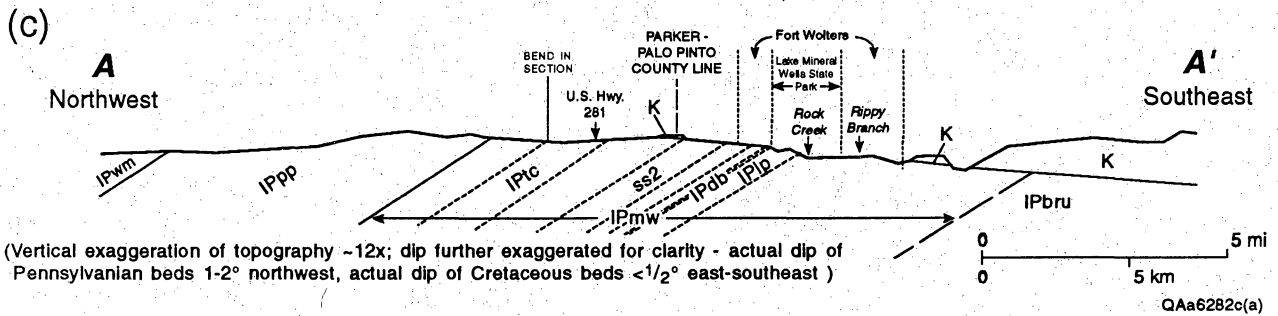 (c)
A
Northwest
BEND IN
SECTION
U.S. Hwy.
281
PARKER -
PALO PINTO
COUNTY LINE
K
Fort Wolters
Lake Mineral
Wells State
Park
Rock
Creek
Rippy
Branch
A'
Southeast
K
K
IPwm
IPpp
IPtc
ss2
IPdb
IPlp
IPmw
IPbru
(Vertical exaggeration of topography ~12x; dip further exaggerated for clarity - actual dip of
Pennsylvanian beds 1-2° northwest, actual dip of Cretaceous beds <1/2° east-southeast )
0 5 mi
0 5 km
QAa6282c(a)